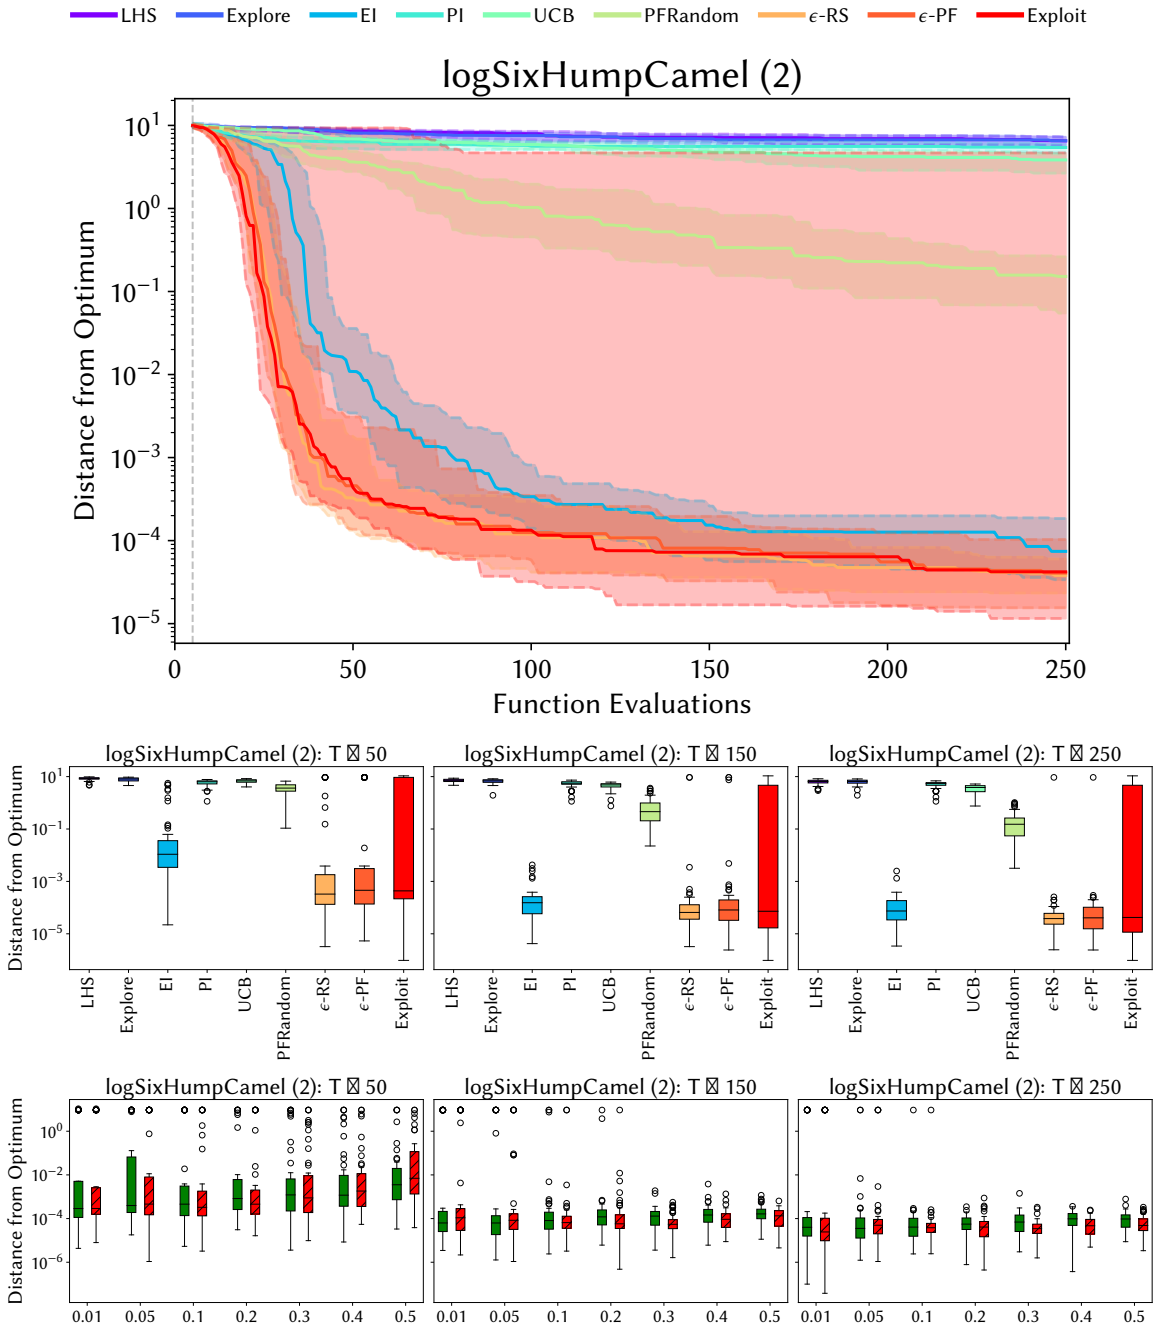 LHS Explore EI PI UCB PFRandom ϵ-RS ϵ-PF Exploit
logSixHumpCamel (2)
Distance from Optimum
10^1
10^0
10^−1
10^−2
10^−3
10^−4
10^−5
0 50 100 150 200 250
Function Evaluations
logSixHumpCamel (2): T 50 logSixHumpCamel (2): T 150 logSixHumpCamel (2): T 250
Distance from Optimum
10^1
10^−1
10^−3
10^−5
LHS Explore EI PI UCB PFRandom ϵ-RS ϵ-PF Exploit LHS Explore EI PI UCB PFRandom ϵ-RS ϵ-PF Exploit LHS Explore EI PI UCB PFRandom ϵ-RS ϵ-PF Exploit
logSixHumpCamel (2): T 50 logSixHumpCamel (2): T 150 logSixHumpCamel (2): T 250
Distance from Optimum
10^0
10^−2
10^−4
10^−6
0.01 0.05 0.1 0.2 0.3 0.4 0.5 0.01 0.05 0.1 0.2 0.3 0.4 0.5 0.01 0.05 0.1 0.2 0.3 0.4 0.5